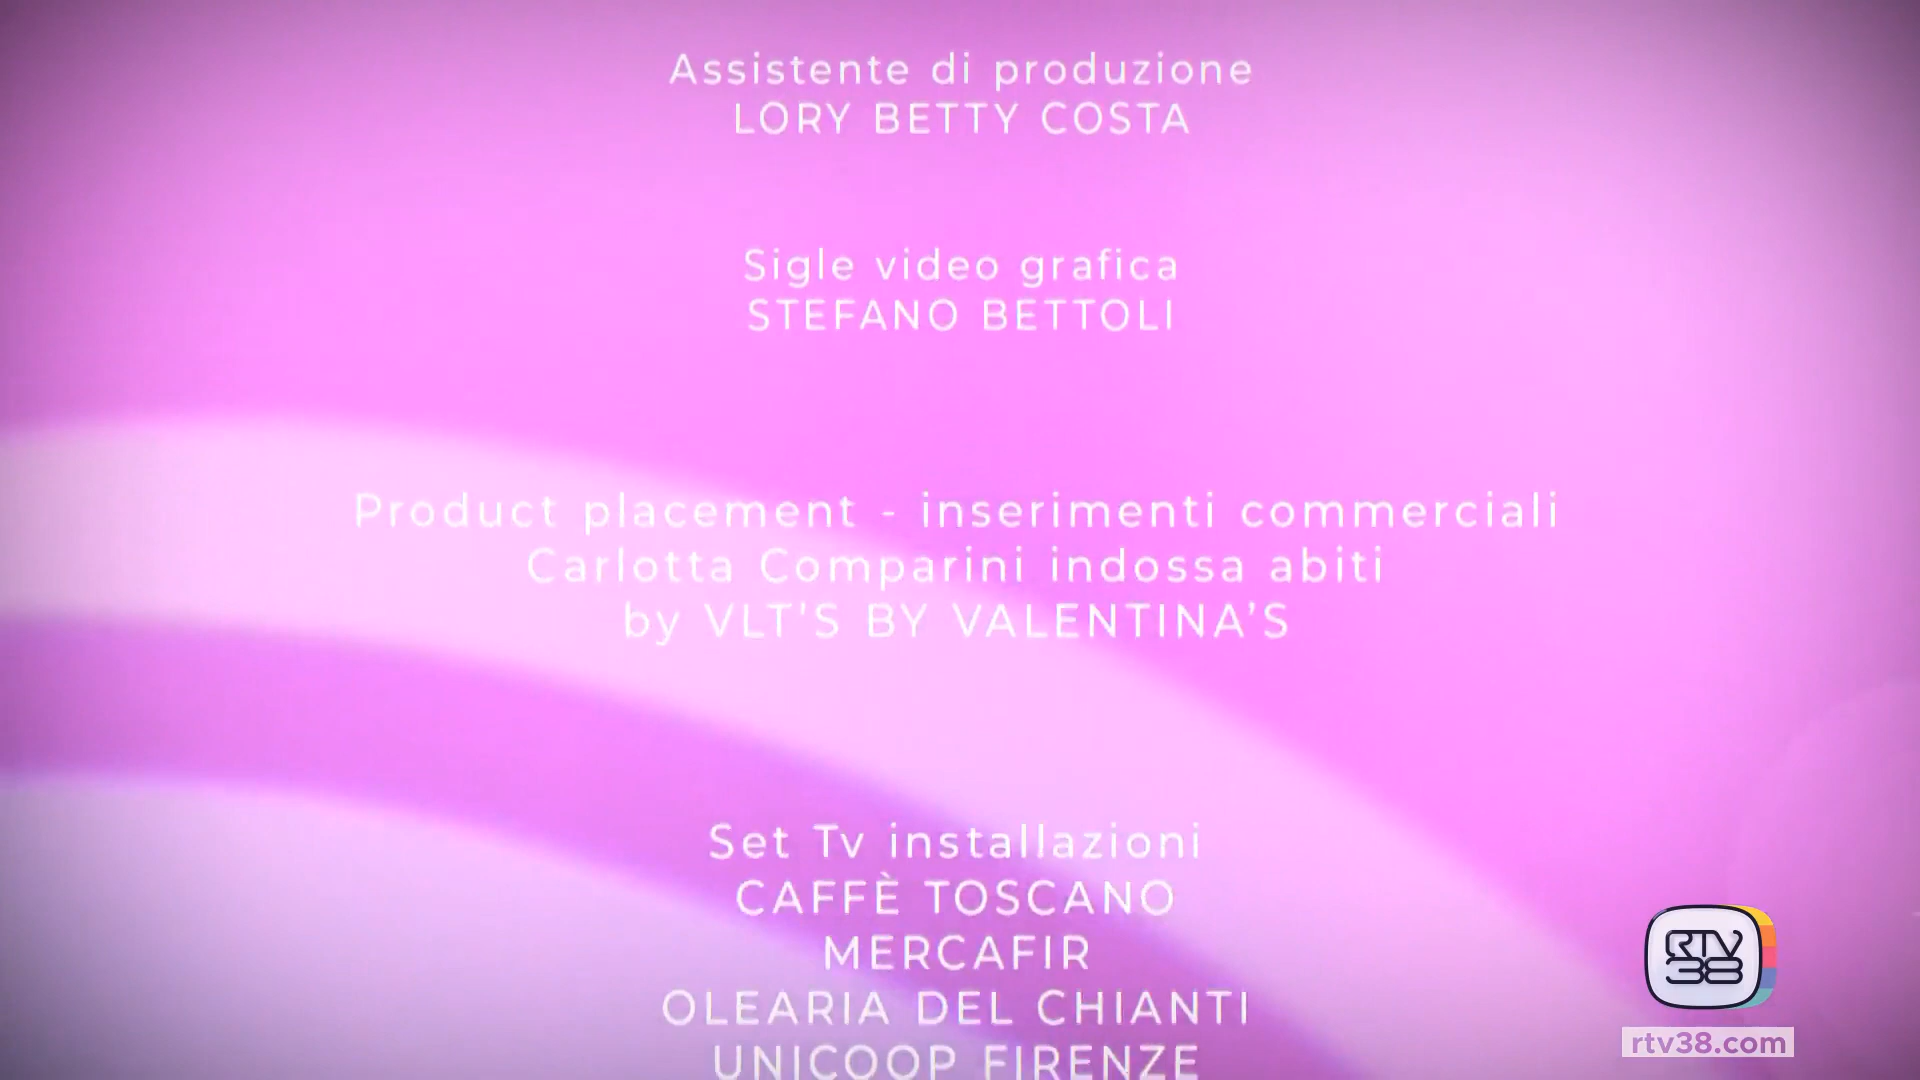 Assistente di produzione
LORY BETTY COSTA
Sigle video grafica
STEFANO BETTOLI
Product placement - inserimenti commerciali
Carlotta Comparini indossa abiti
by VLT'S BY VALENTINA'S
Set Tv installazioni
CAFFÈ TOSCANO
MERCAFIR
OLEARIA DEL CHIANTI
UNICOOP FIRENZE
RTV
38
rtv38.com